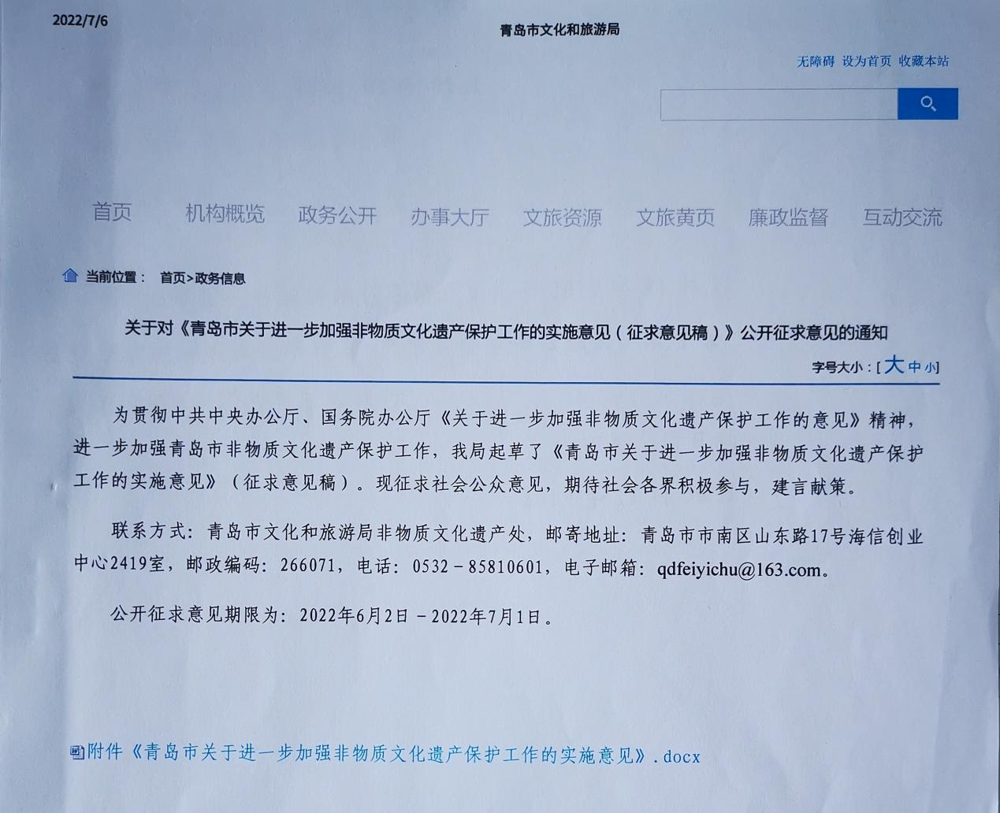 2022/7/6
青岛市文化和旅游局
无障碍 设为首页 收藏本站
首页 机构概览 政务公开 办事大厅 文旅资源 文旅黄页 廉政监督 互动交流
当前位置： 首页>政务信息
关于对《青岛市关于进一步加强非物质文化遗产保护工作的实施意见（征求意见稿）》公开征求意见的通知
字号大小：[ 大 中 小]
为贯彻中共中央办公厅、国务院办公厅《关于进一步加强非物质文化遗产保护工作的意见》精神，
进一步加强青岛市非物质文化遗产保护工作，我局起草了《青岛市关于进一步加强非物质文化遗产保护
工作的实施意见》（征求意见稿）。现征求社会公众意见，期待社会各界积极参与，建言献策。
联系方式：青岛市文化和旅游局非物质文化遗产处，邮寄地址：青岛市市南区山东路17号海信创业
中心2419室，邮政编码：266071，电话：0532－85810601，电子邮箱：qdfeiyichu@163.com。
公开征求意见期限为：2022年6月2日－2022年7月1日。
附件《青岛市关于进一步加强非物质文化遗产保护工作的实施意见》.docx